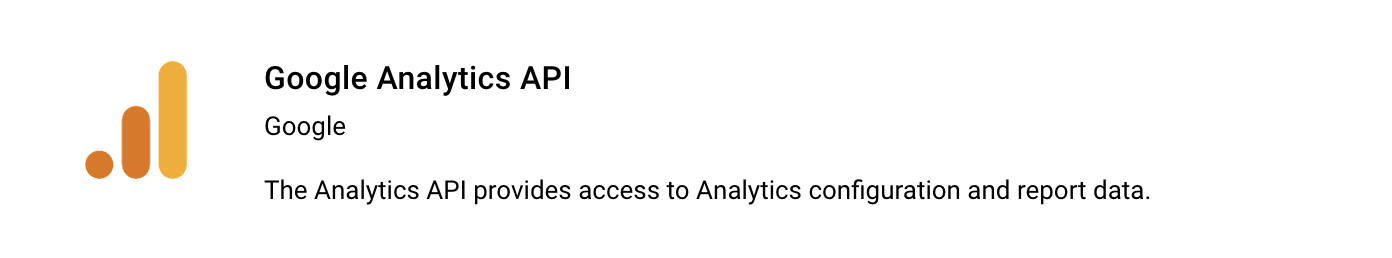 Google Analytics API
Google
The Analytics API provides access to Analytics configuration and report data.